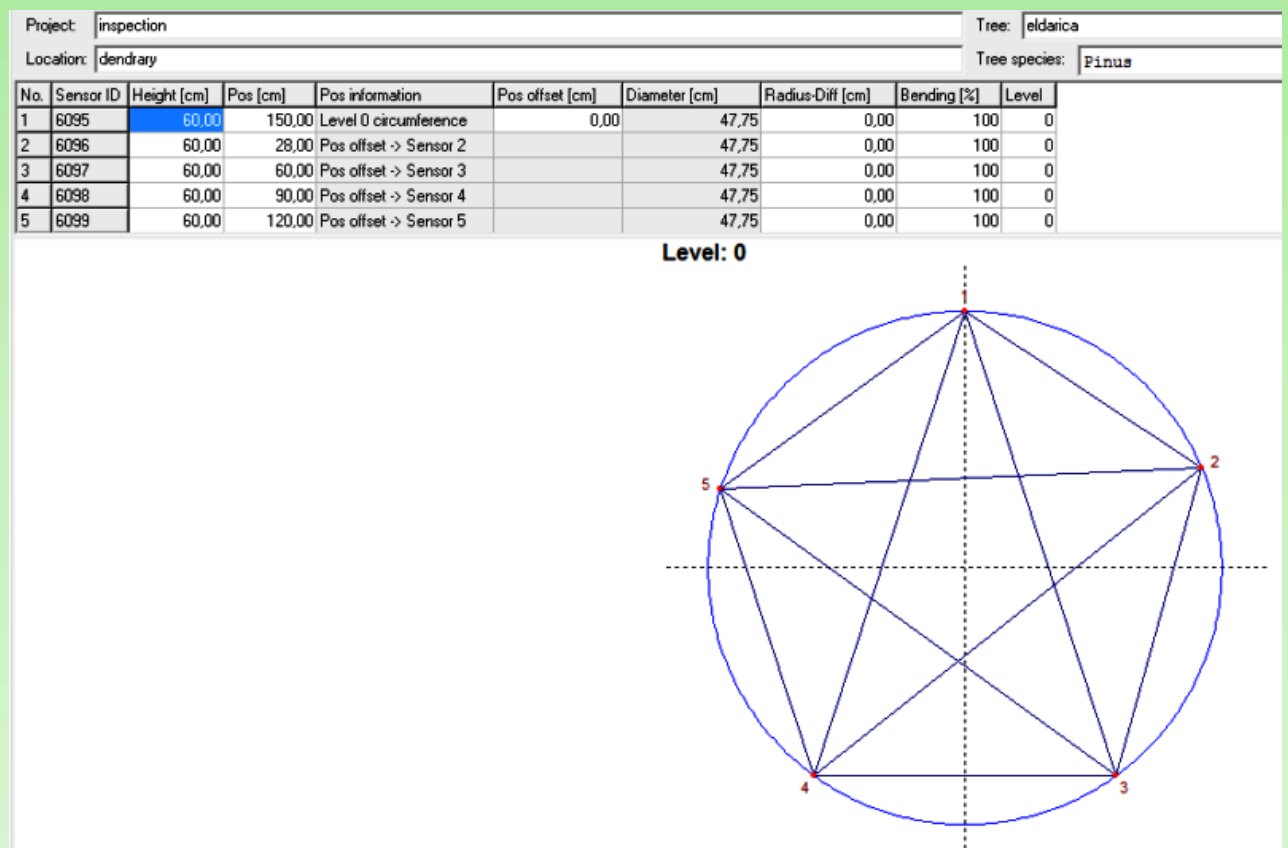 Project: inspection Tree: eldarica
Location: dendrary Tree species: Pinus
No. Sensor ID Height [cm] Pos [cm] Pos information Pos offset [cm] Diameter [cm] Radius-Diff [cm] Bending [%] Level
1 6095 60,00 150,00 Level 0 circumference 0,00 47,75 0,00 100 0
2 6096 60,00 28,00 Pos offset -> Sensor 2 47,75 0,00 100 0
3 6097 60,00 60,00 Pos offset -> Sensor 3 47,75 0,00 100 0
4 6098 60,00 90,00 Pos offset -> Sensor 4 47,75 0,00 100 0
5 6099 60,00 120,00 Pos offset -> Sensor 5 47,75 0,00 100 0
Level: 0
1
2
5
4
3